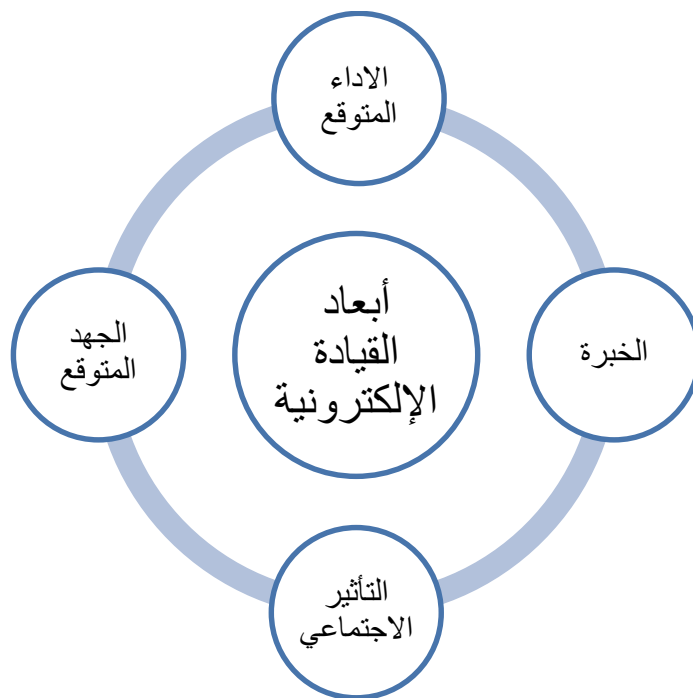 الاداء
المتوقع
أبعاد
القيادة
الإلكترونية
الخبرة
الجهد
المتوقع
التأثير
الاجتماعي